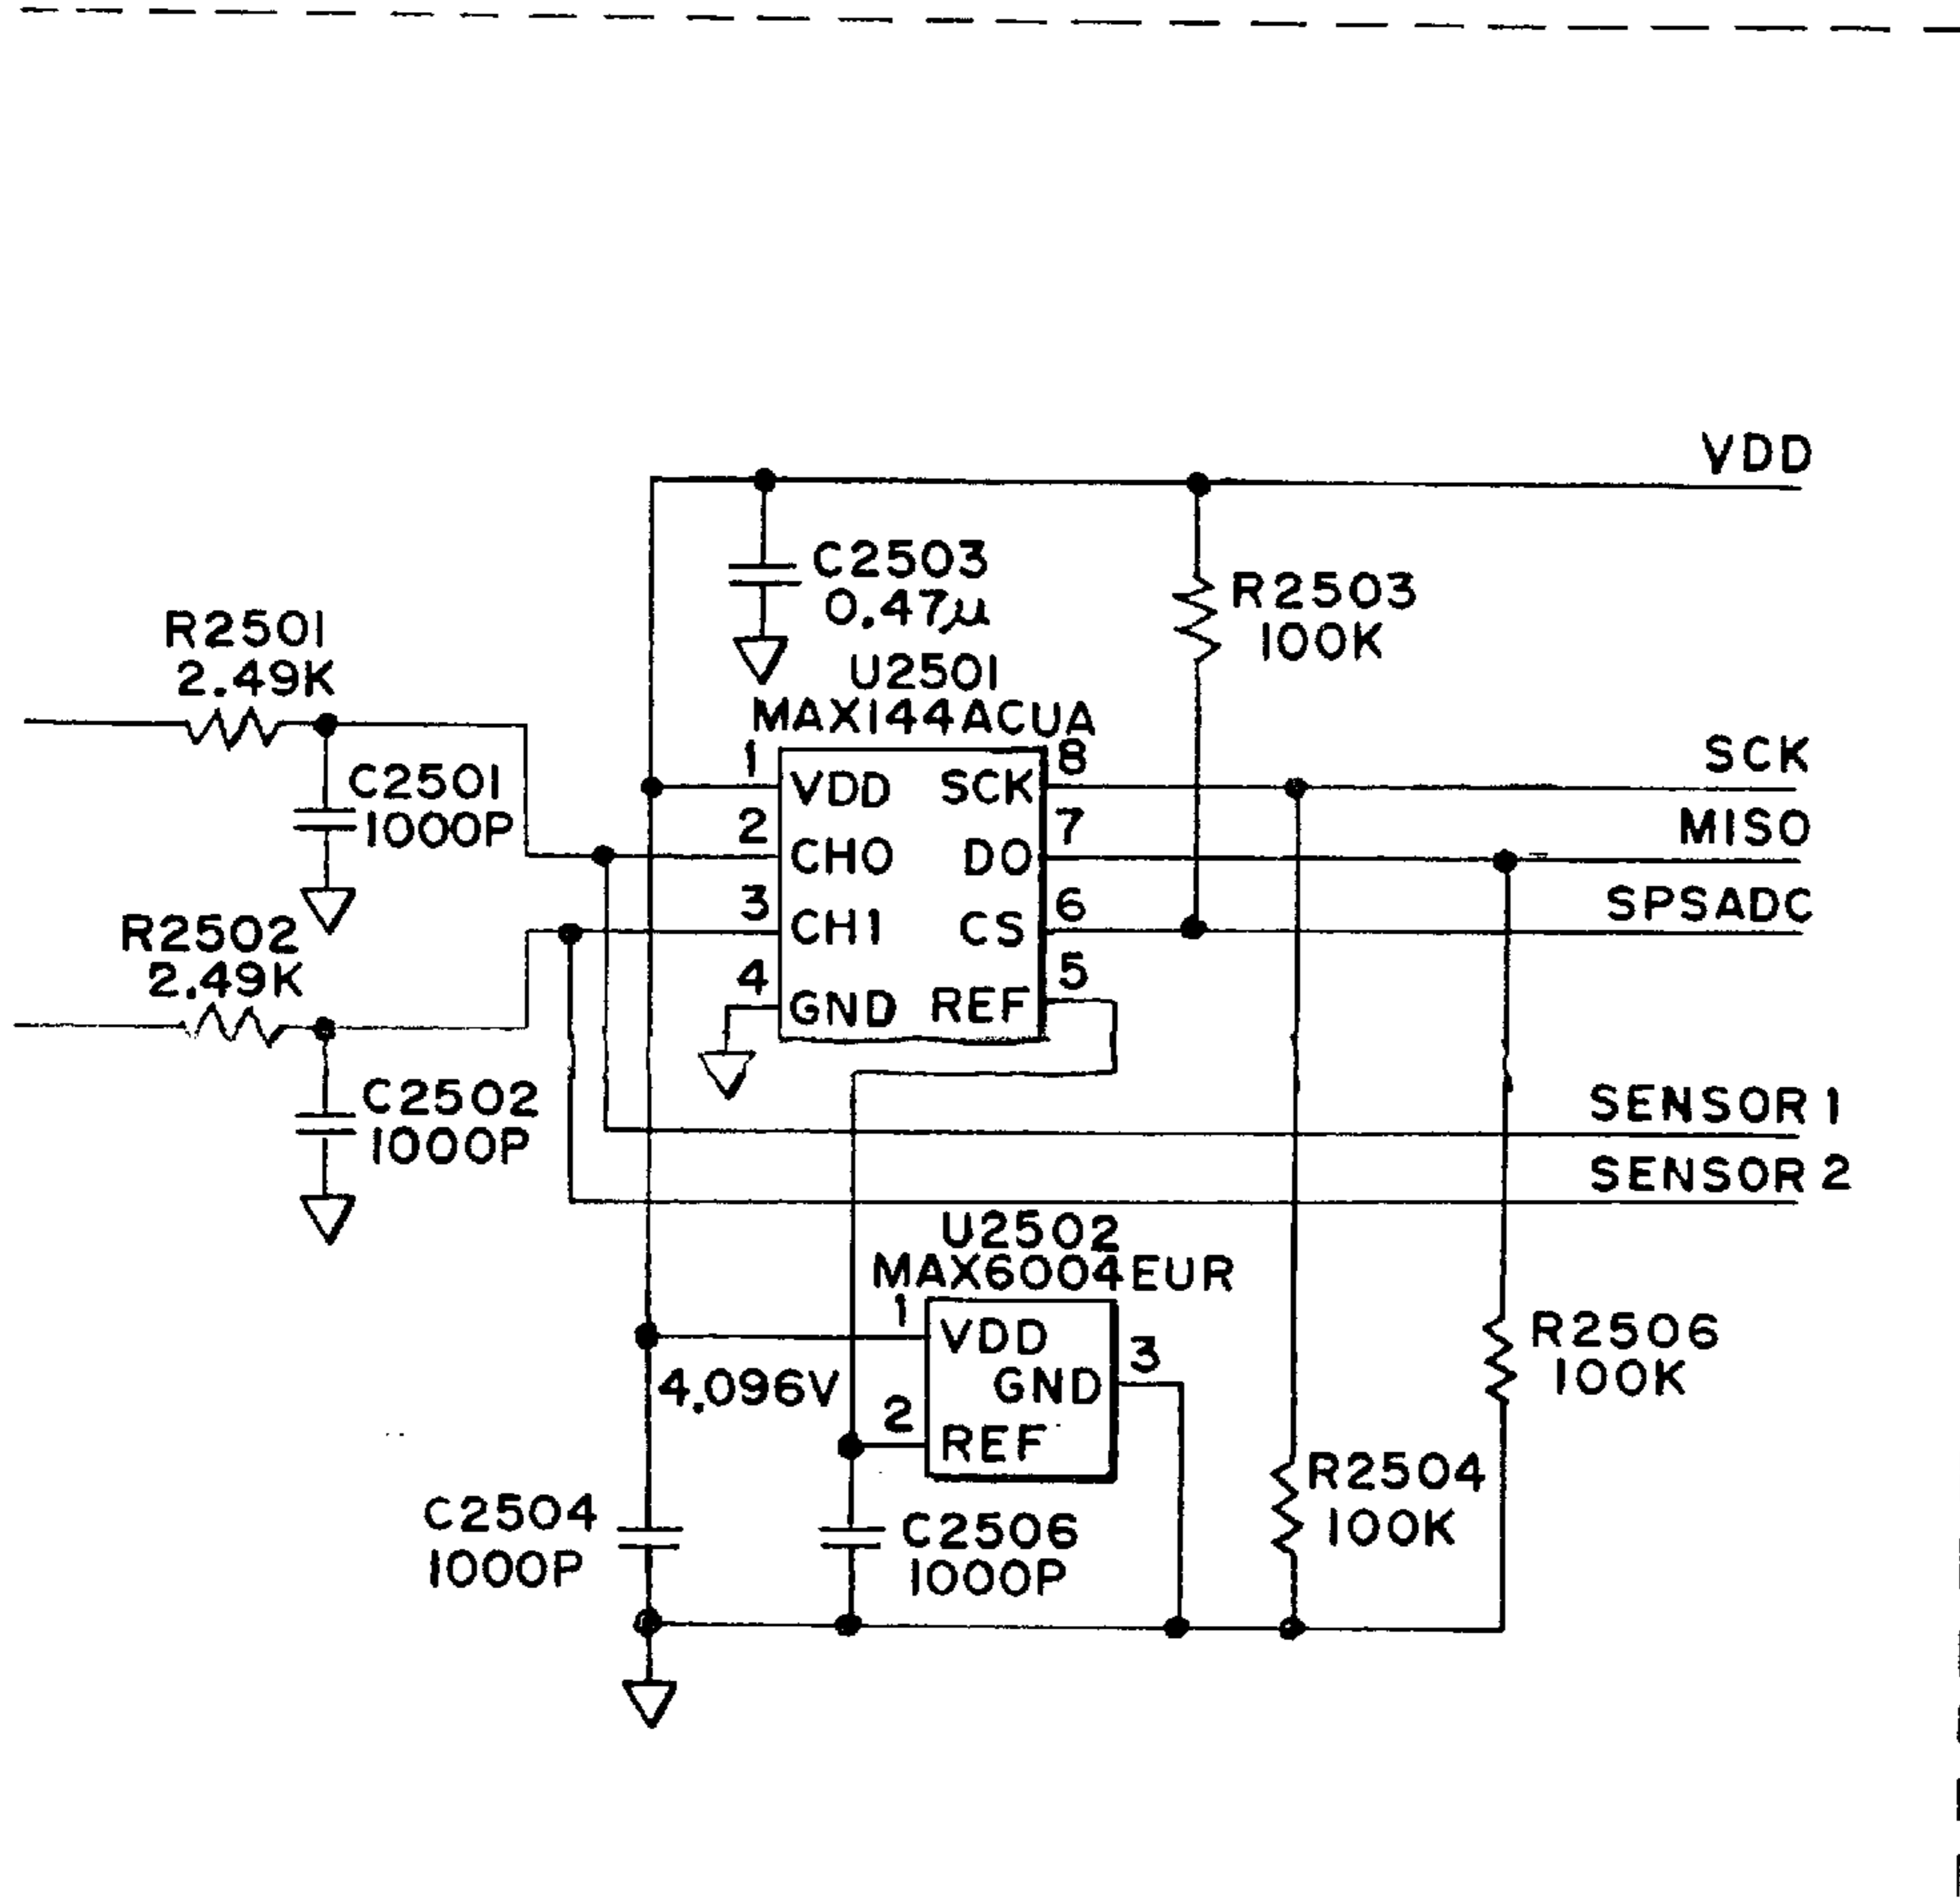 VDD
C2503
0.47µ
R2503
100K
R2501
2.49K
U2501
MAX144ACUA
1
8
VDD
SCK
SCK
C2501
1000P
2
7
CH0
DO
MISO
3
6
CH1
CS
SPSADC
R2502
2.49K
4
5
GND
REF
C2502
1000P
SENSOR 1
SENSOR 2
U2502
MAX6004EUR
1
VDD
3
GND
4.096V
2
REF
R2506
100K
R2504
100K
C2504
1000P
C2506
1000P